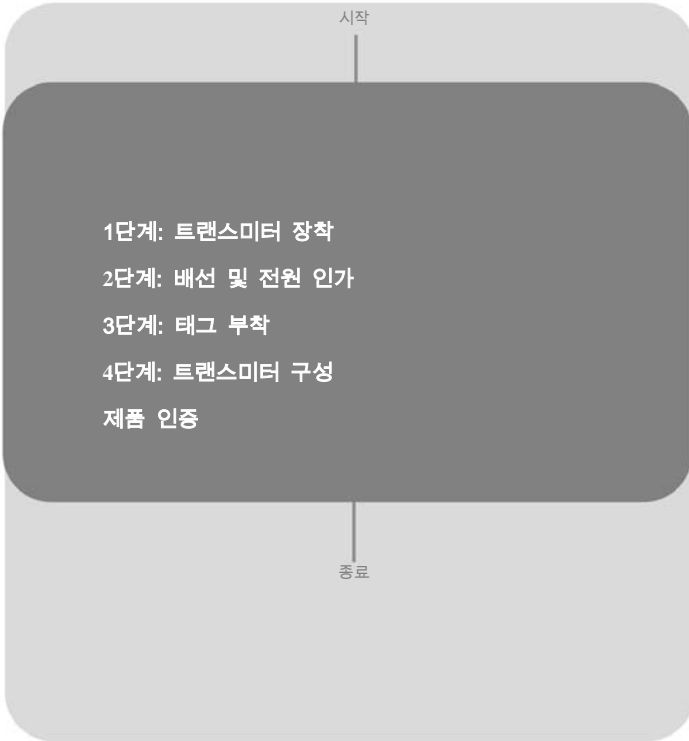 시작
1단계: 트랜스미터 장착
2단계: 배선 및 전원 인가
3단계: 태그 부착
4단계: 트랜스미터 구성
제품 인증
종료